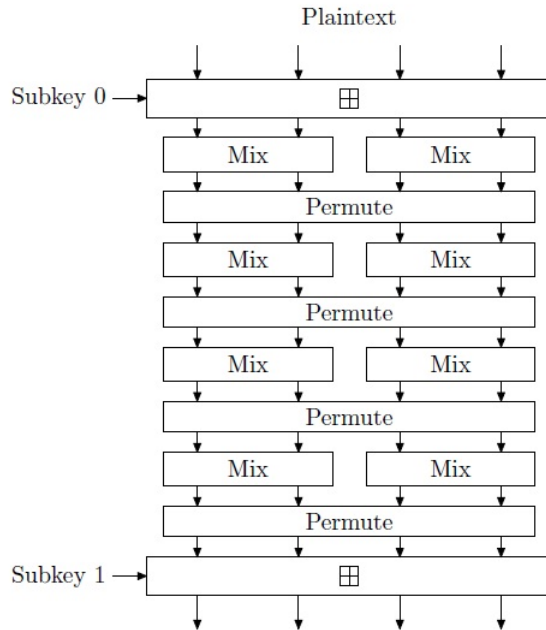 Plaintext
Subkey 0 ⊞
Mix Mix
Permute
Mix Mix
Permute
Mix Mix
Permute
Mix Mix
Permute
Subkey 1 ⊞